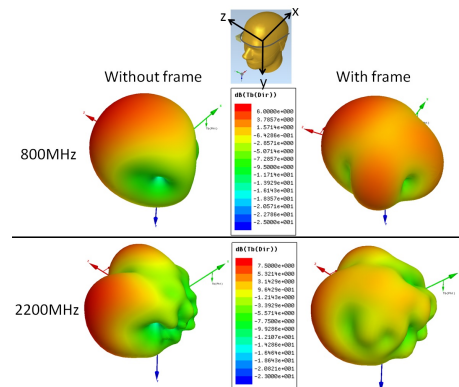 x
z
y
Without frame
With frame
800MHz
dB(Tb(Dir))
6.0000e+000
3.7857e+000
1.5714e+000
-6.4286e-001
-2.8571e+000
-5.0714e+000
-7.2857e+000
-9.5000e+000
-1.1714e+001
-1.3929e+001
-1.6143e+001
-1.8357e+001
-2.0571e+001
-2.2786e+001
-2.5000e+001
2200MHz
dB(Tb(Dir))
7.5000e+000
5.3214e+000
3.1429e+000
9.6429e-001
-1.2143e+000
-3.3929e+000
-5.5714e+000
-7.7500e+000
-9.9286e+000
-1.2107e+001
-1.4286e+001
-1.6464e+001
-1.8643e+001
-2.0821e+001
-2.3000e+001